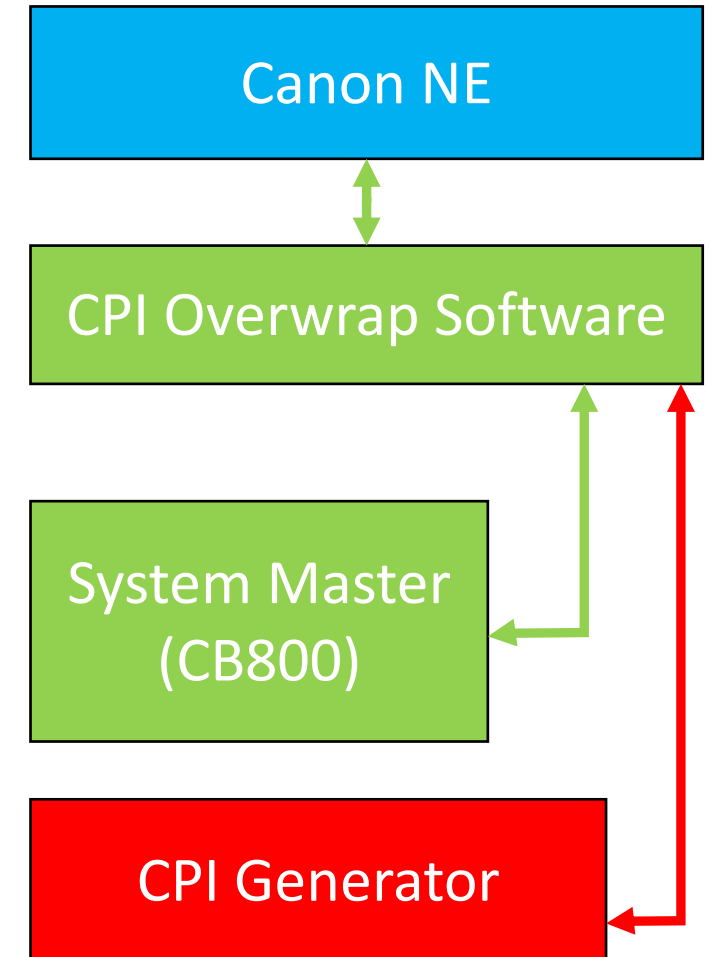 Canon NE
CPI Overwrap Software
System Master
(CB800)
CPI Generator